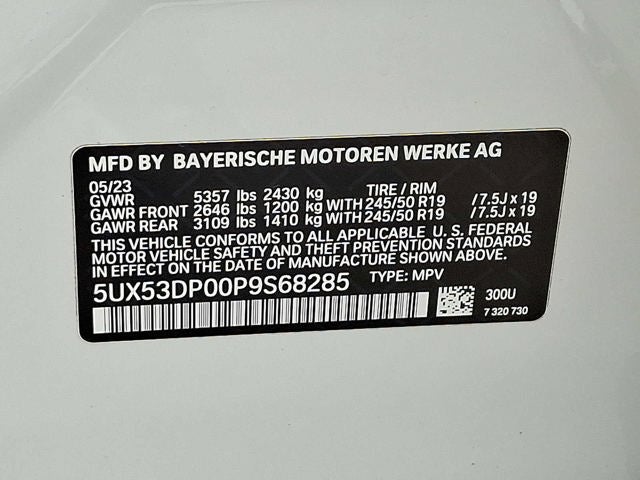 MFD BY BAYERISCHE MOTOREN WERKE AG
05/23
GVWR 5357 lbs 2430 kg TIRE / RIM
GAWR FRONT 2646 lbs 1200 kg WITH 245/50 R19 / 7.5J x 19
GAWR REAR 3109 lbs 1410 kg WITH 245/50 R19 / 7.5J x 19
THIS VEHICLE CONFORMS TO ALL APPLICABLE U. S. FEDERAL
MOTOR VEHICLE SAFETY AND THEFT PREVENTION STANDARDS
IN EFFECT ON THE DATE OF MANUFACTURE SHOWN ABOVE.
5UX53DP00P9S68285 TYPE: MPV
300U
7 320 730